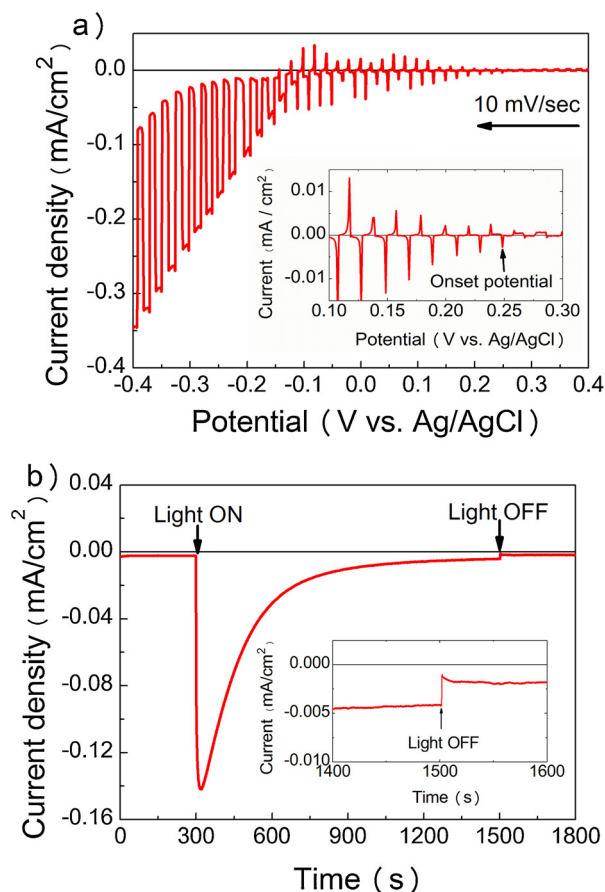 a)
0.0
-0.1
-0.2
-0.3
-0.4
Current density (mA/cm²)
10 mV/sec
0.01
0.00
-0.01
Current (mA / cm²)
Onset potential
0.10 0.15 0.20 0.25 0.30
Potential (V vs. Ag/AgCl)
-0.4 -0.3 -0.2 -0.1 0.0 0.1 0.2 0.3 0.4
Potential (V vs. Ag/AgCl)
b)
0.04
0.00
-0.04
-0.08
-0.12
-0.16
Current density (mA/cm²)
Light ON
Light OFF
0.000
-0.005
-0.010
Current (mA/cm²)
Light OFF
1400 1500 1600
Time (s)
0 300 600 900 1200 1500 1800
Time (s)